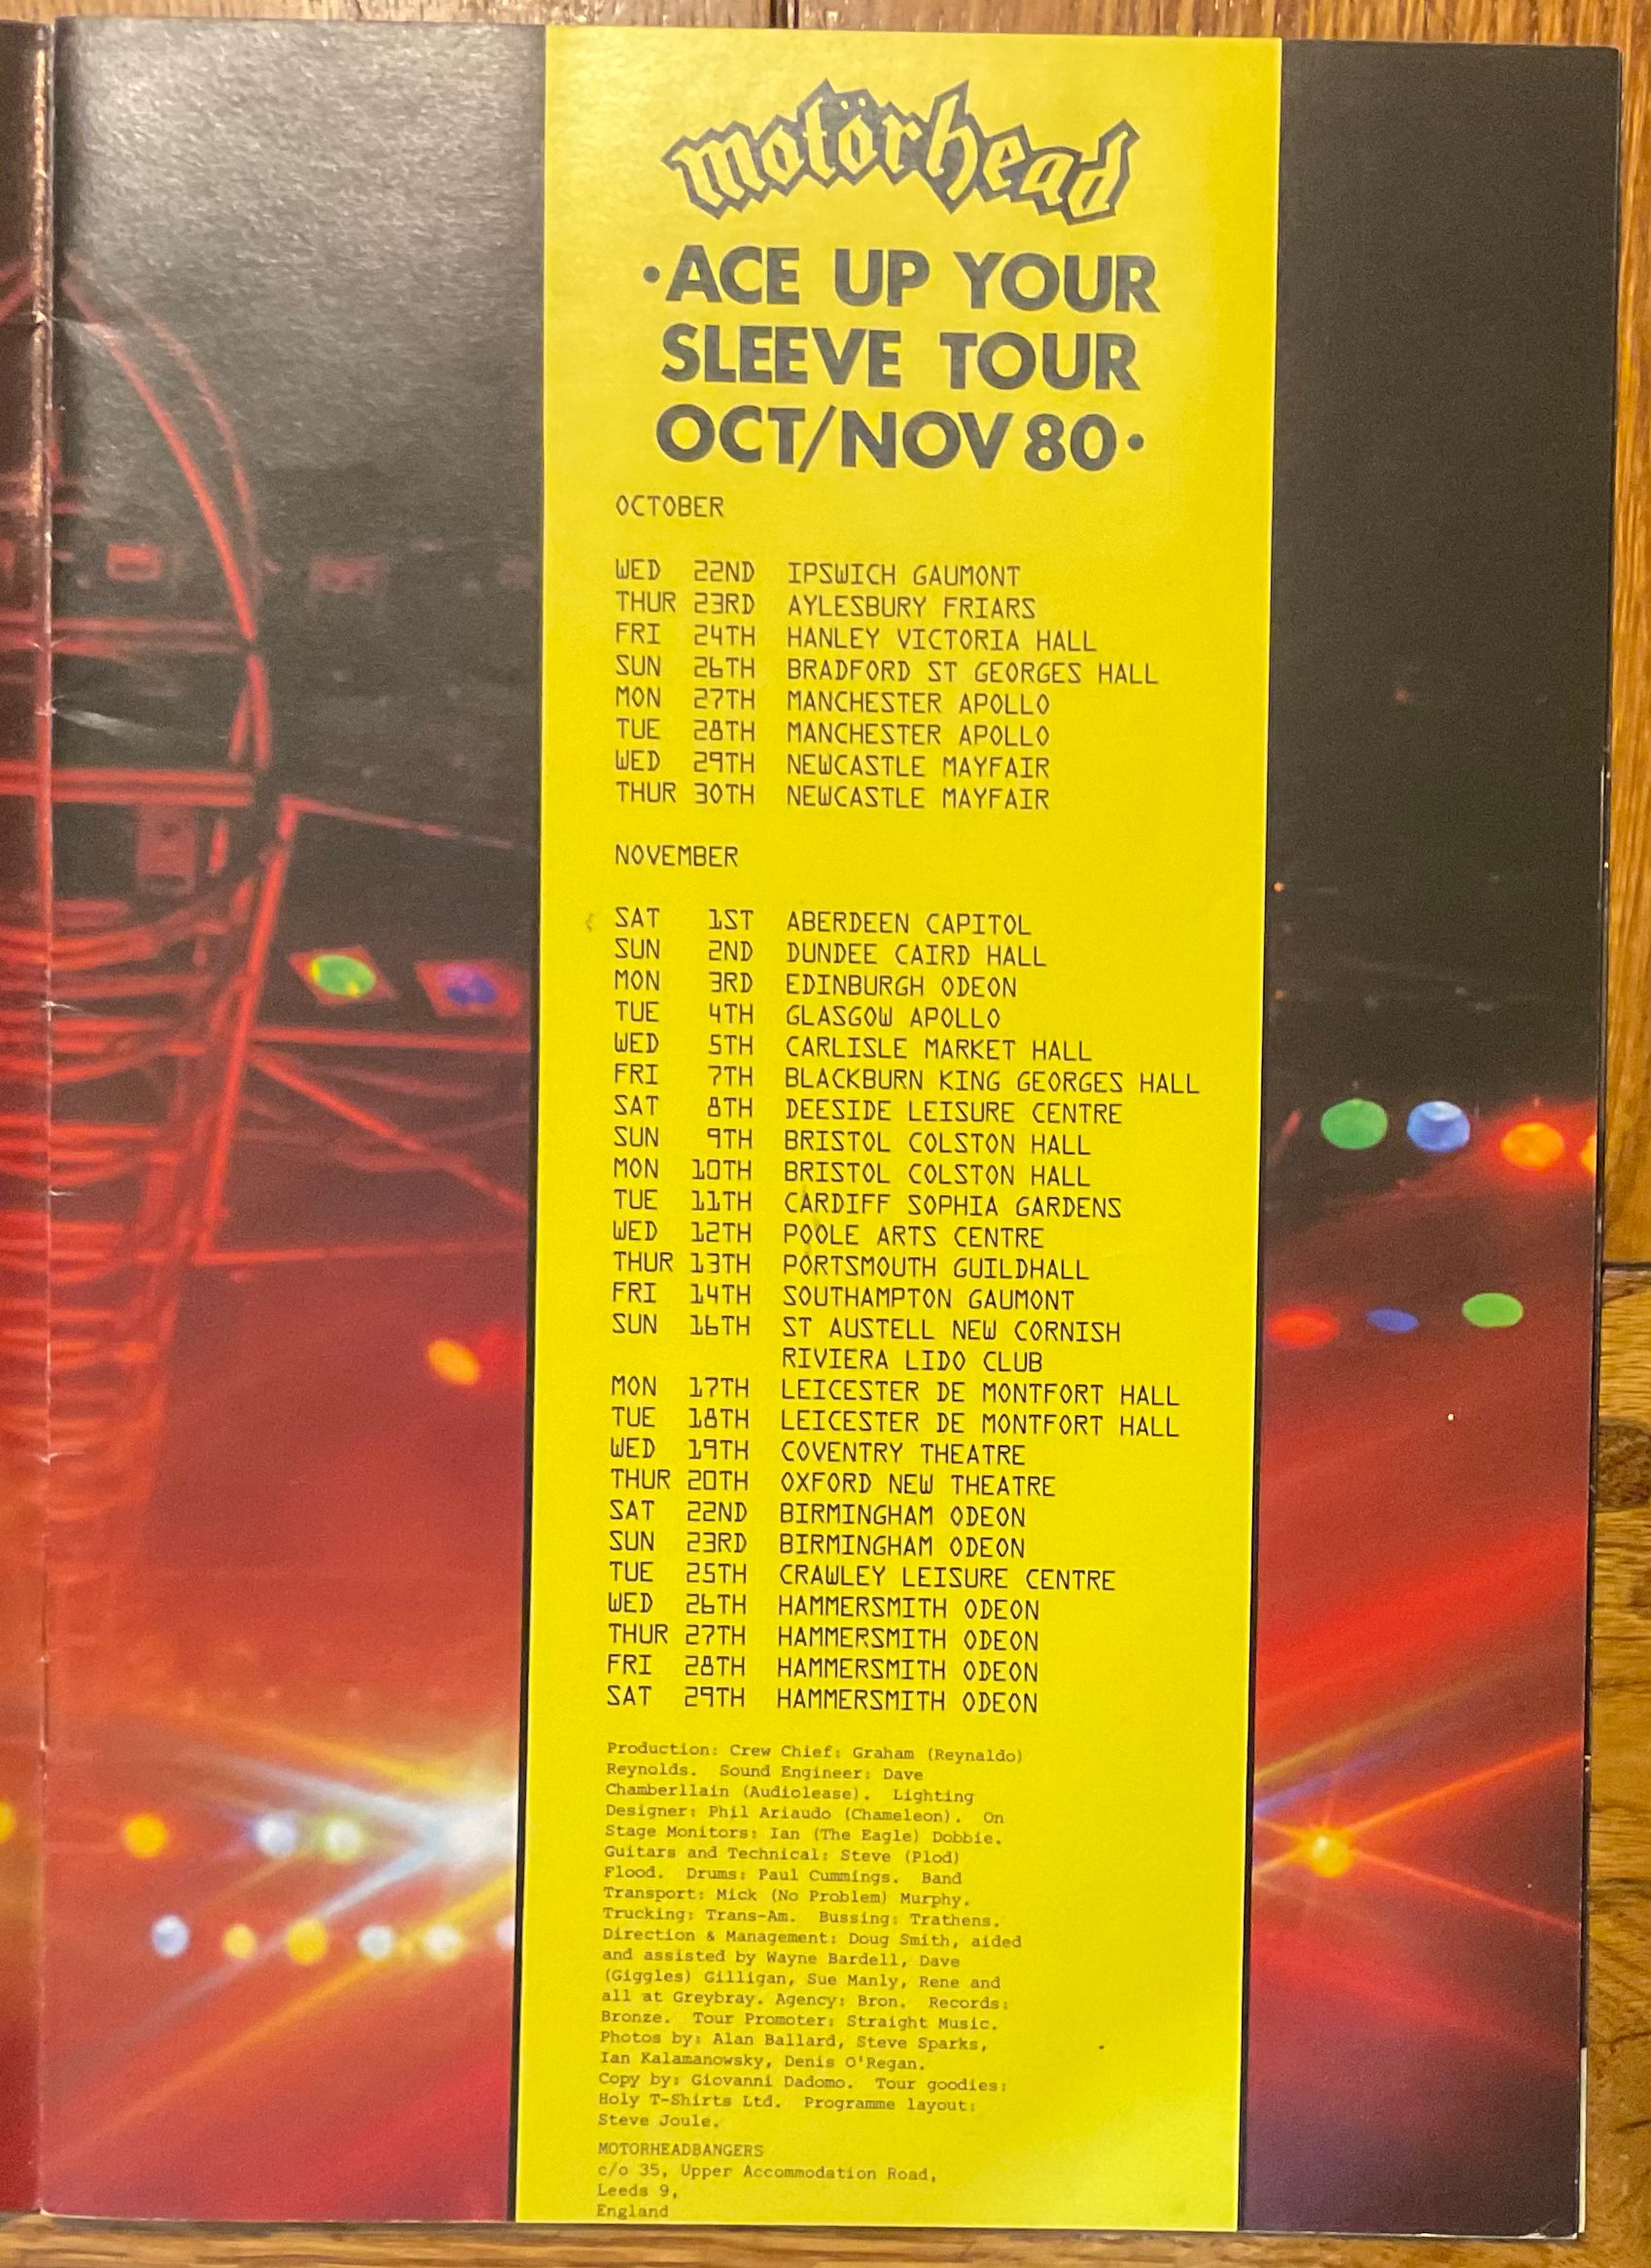 motörhead
·ACE UP YOUR
SLEEVE TOUR
OCT/NOV 80·
OCTOBER
WED 22ND IPSWICH GAUMONT
THUR 23RD AYLESBURY FRIARS
FRI 24TH HANLEY VICTORIA HALL
SUN 26TH BRADFORD ST GEORGES HALL
MON 27TH MANCHESTER APOLLO
TUE 28TH MANCHESTER APOLLO
WED 29TH NEWCASTLE MAYFAIR
THUR 30TH NEWCASTLE MAYFAIR
NOVEMBER
SAT 1ST ABERDEEN CAPITOL
SUN 2ND DUNDEE CAIRD HALL
MON 3RD EDINBURGH ODEON
TUE 4TH GLASGOW APOLLO
WED 5TH CARLISLE MARKET HALL
FRI 7TH BLACKBURN KING GEORGES HALL
SAT 8TH DEESIDE LEISURE CENTRE
SUN 9TH BRISTOL COLSTON HALL
MON 10TH BRISTOL COLSTON HALL
TUE 11TH CARDIFF SOPHIA GARDENS
WED 12TH POOLE ARTS CENTRE
THUR 13TH PORTSMOUTH GUILDHALL
FRI 14TH SOUTHAMPTON GAUMONT
SUN 16TH ST AUSTELL NEW CORNISH
RIVIERA LIDO CLUB
MON 17TH LEICESTER DE MONTFORT HALL
TUE 18TH LEICESTER DE MONTFORT HALL
WED 19TH COVENTRY THEATRE
THUR 20TH OXFORD NEW THEATRE
SAT 22ND BIRMINGHAM ODEON
SUN 23RD BIRMINGHAM ODEON
TUE 25TH CRAWLEY LEISURE CENTRE
WED 26TH HAMMERSMITH ODEON
THUR 27TH HAMMERSMITH ODEON
FRI 28TH HAMMERSMITH ODEON
SAT 29TH HAMMERSMITH ODEON
Production: Crew Chief: Graham (Reynaldo)
Reynolds. Sound Engineer: Dave
Chamberllain (Audiolease). Lighting
Designer: Phil Ariaudo (Chameleon). On
Stage Monitors: Ian (The Eagle) Dobbie.
Guitars and Technical: Steve (Plod)
Flood. Drums: Paul Cummings. Band
Transport: Mick (No Problem) Murphy.
Trucking: Trans-Am. Bussing: Trathens.
Direction & Management: Doug Smith, aided
and assisted by Wayne Bardell, Dave
(Giggles) Gilligan, Sue Manly, Rene and
all at Greybray. Agency: Bron. Records:
Bronze. Tour Promoter: Straight Music.
Photos by: Alan Ballard, Steve Sparks,
Ian Kalamanowsky, Denis O'Regan.
Copy by: Giovanni Dadomo. Tour goodies:
Holy T-Shirts Ltd. Programme layout:
Steve Joule.
MOTORHEADBANGERS
c/o 35, Upper Accommodation Road,
Leeds 9,
England